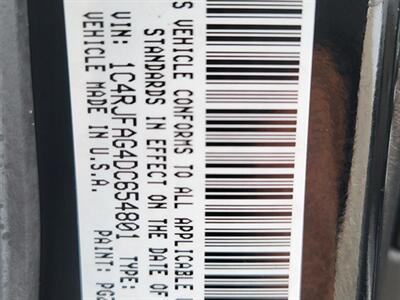 S VEHICLE CONFORMS TO ALL APPLICABLE
STANDARDS IN EFFECT ON THE DATE OF
VIN: 1C4RJFAG4DC654801 TYPE:
VEHICLE MADE IN U.S.A. PAINT: PG